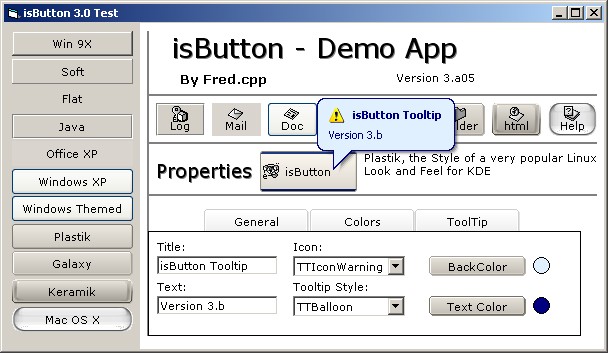 isButton 3.0 Test
Win 9X
Soft
Flat
Java
Office XP
Windows XP
Windows Themed
Plastik
Galaxy
Keramik
Mac OS X
isButton - Demo App
By Fred.cpp
Version 3.a05
Log
Mail
Doc
html
Help
isButton Tooltip
Version 3.b
Properties
isButton
Plastik, the Style of a very popular Linux
Look and Feel for KDE
General
Colors
ToolTip
Title:
Icon:
isButton Tooltip
TTIconWarning
BackColor
Text:
Tooltip Style:
Version 3.b
TTBalloon
Text Color